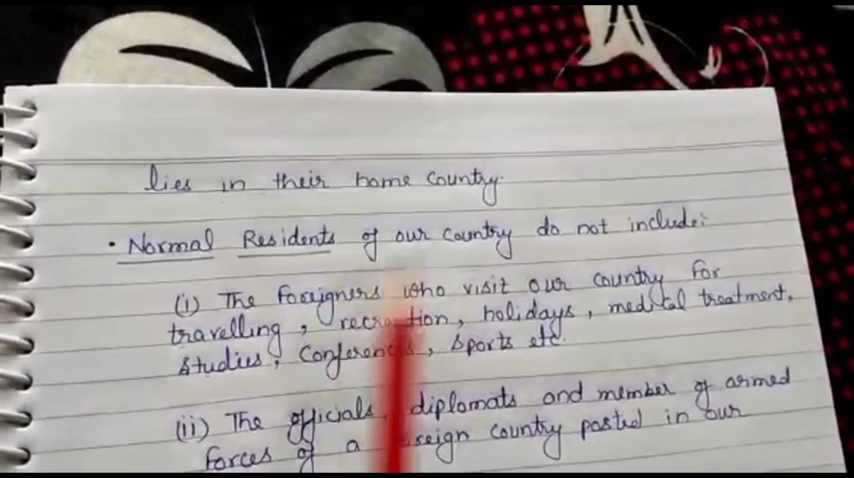 lies in their home country.
• Normal Residents of our country do not include:
(i) The foreigners who visit our country for
travelling, recreation, holidays, medical treatment,
studies, conferences, sports etc.
(ii) The officials, diplomats and member of armed
forces of a foreign country posted in our